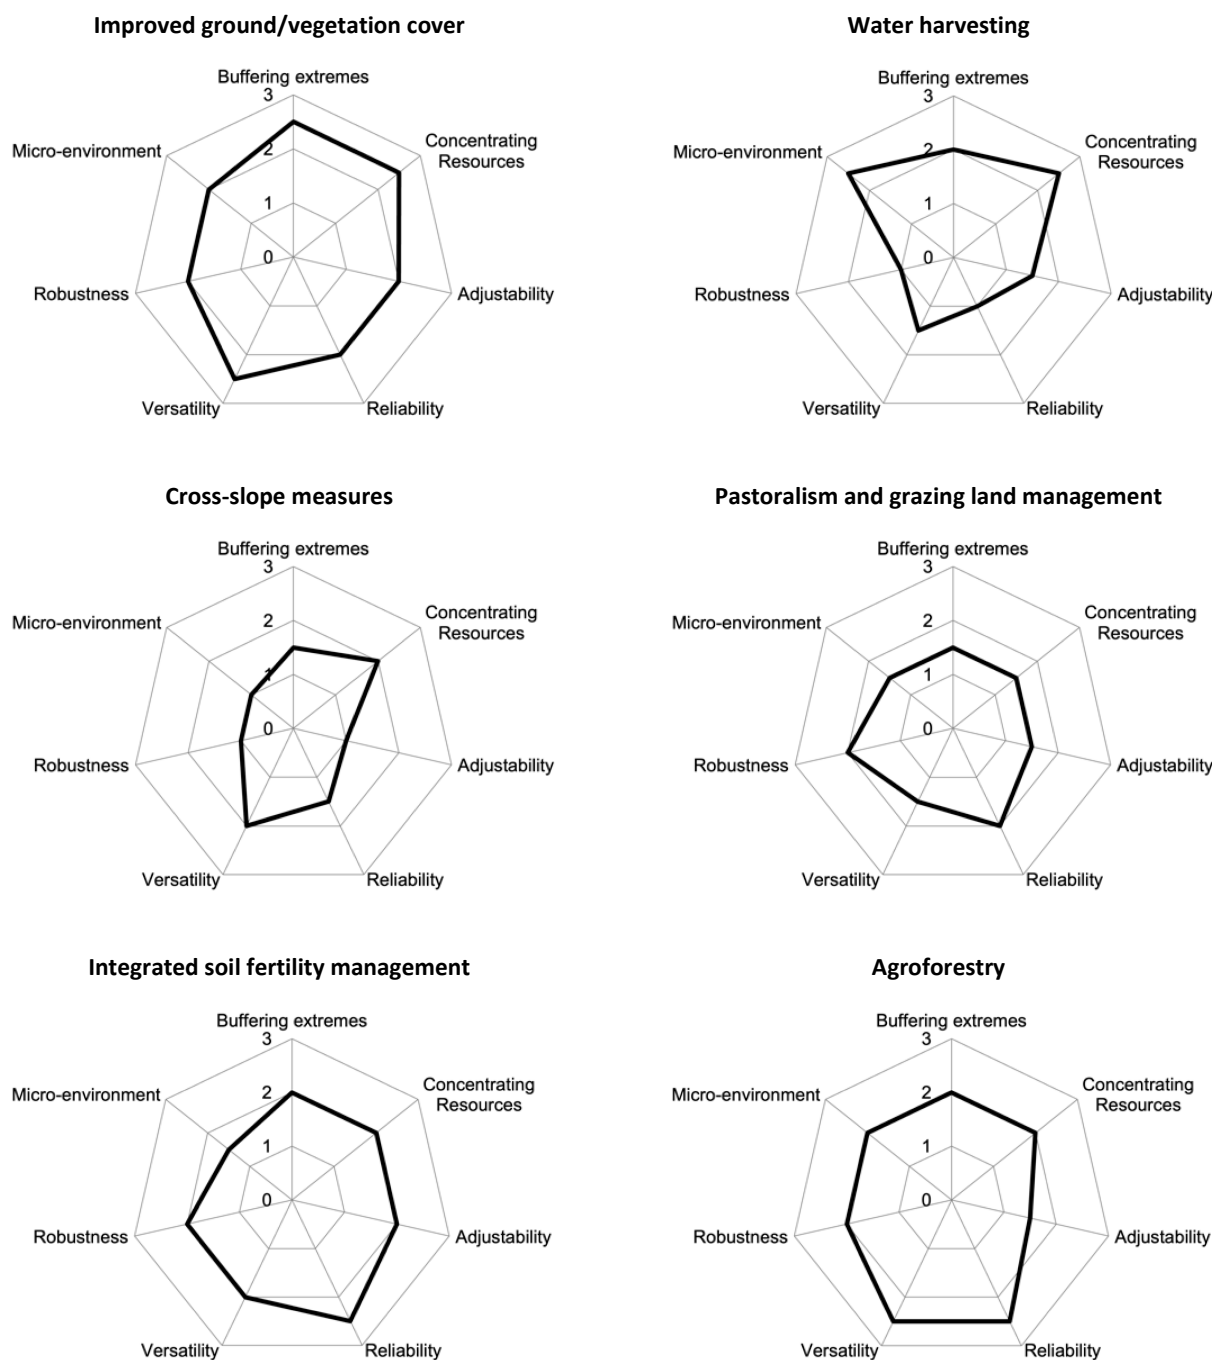 Improved ground/vegetation cover
Buffering extremes
3
Concentrating
Resources
Micro-environment
2
1
0
Robustness
Adjustability
Versatility
Reliability
Water harvesting
Buffering extremes
3
Concentrating
Resources
Micro-environment
2
1
0
Robustness
Adjustability
Versatility
Reliability
Cross-slope measures
Buffering extremes
3
Concentrating
Resources
Micro-environment
2
1
0
Robustness
Adjustability
Versatility
Reliability
Pastoralism and grazing land management
Buffering extremes
3
Concentrating
Resources
Micro-environment
2
1
0
Robustness
Adjustability
Versatility
Reliability
Integrated soil fertility management
Buffering extremes
3
Concentrating
Resources
Micro-environment
2
1
0
Robustness
Adjustability
Versatility
Reliability
Agroforestry
Buffering extremes
3
Concentrating
Resources
Micro-environment
2
1
0
Robustness
Adjustability
Versatility
Reliability